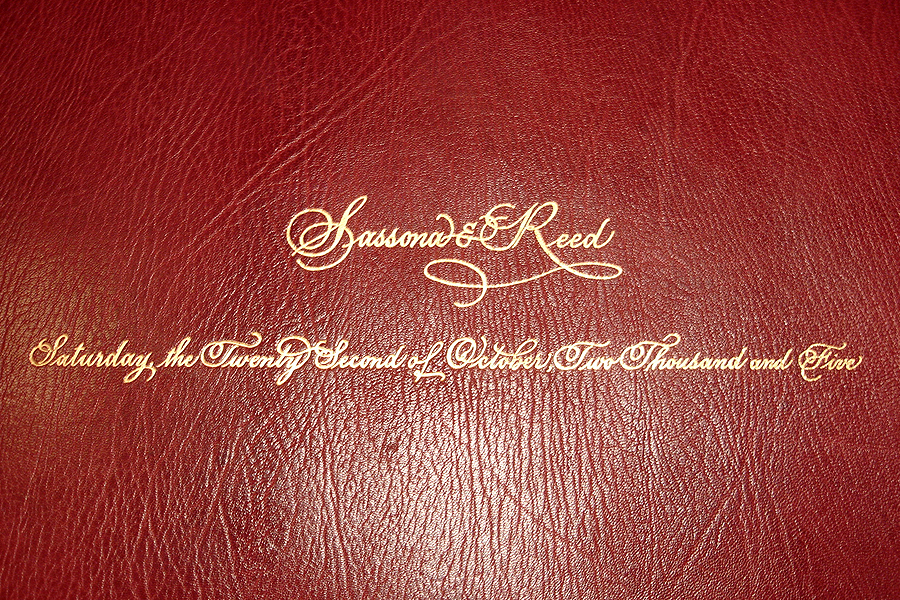 Sassona & Reed
Saturday, the Twenty Second of October, Two Thousand and Five